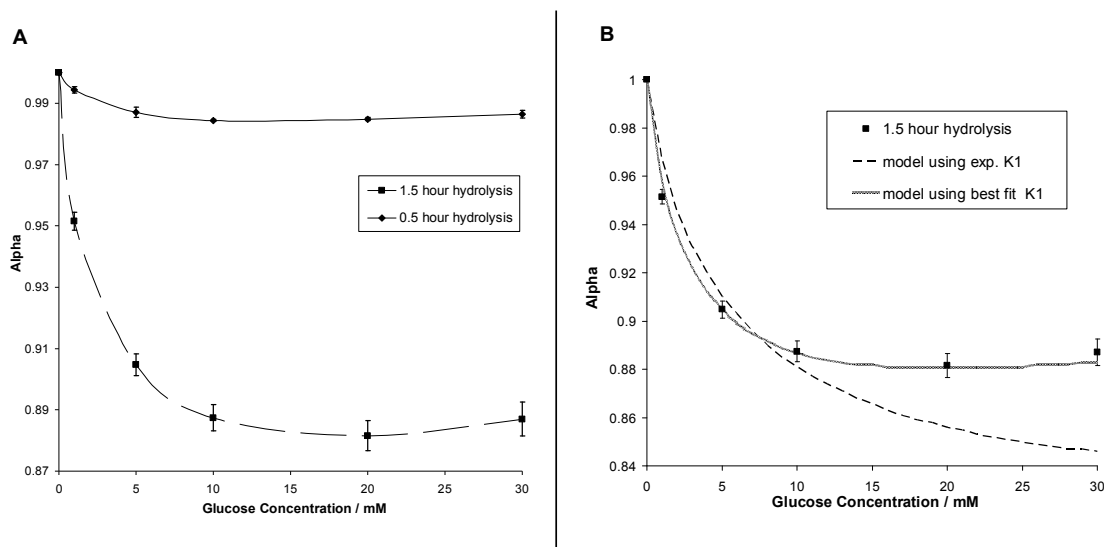 A
Alpha
0.99
0.97
0.95
0.93
0.91
0.89
0.87
0 5 10 15 20 25 30
Glucose Concentration / mM
1.5 hour hydrolysis
0.5 hour hydrolysis
B
Alpha
1
0.98
0.96
0.94
0.92
0.9
0.88
0.86
0.84
0 5 10 15 20 25 30
Glucose Concentration / mM
1.5 hour hydrolysis
model using exp. K1
model using best fit K1